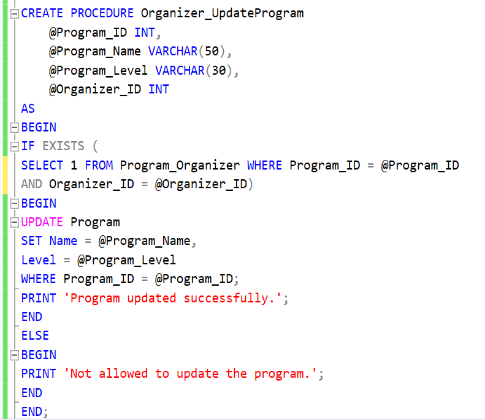 CREATE PROCEDURE Organizer_UpdateProgram
@Program_ID INT,
@Program_Name VARCHAR(50),
@Program_Level VARCHAR(30),
@Organizer_ID INT
AS
BEGIN
IF EXISTS (
SELECT 1 FROM Program_Organizer WHERE Program_ID = @Program_ID
AND Organizer_ID = @Organizer_ID)
BEGIN
UPDATE Program
SET Name = @Program_Name,
Level = @Program_Level
WHERE Program_ID = @Program_ID;
PRINT 'Program updated successfully.';
END
ELSE
BEGIN
PRINT 'Not allowed to update the program.';
END
END;